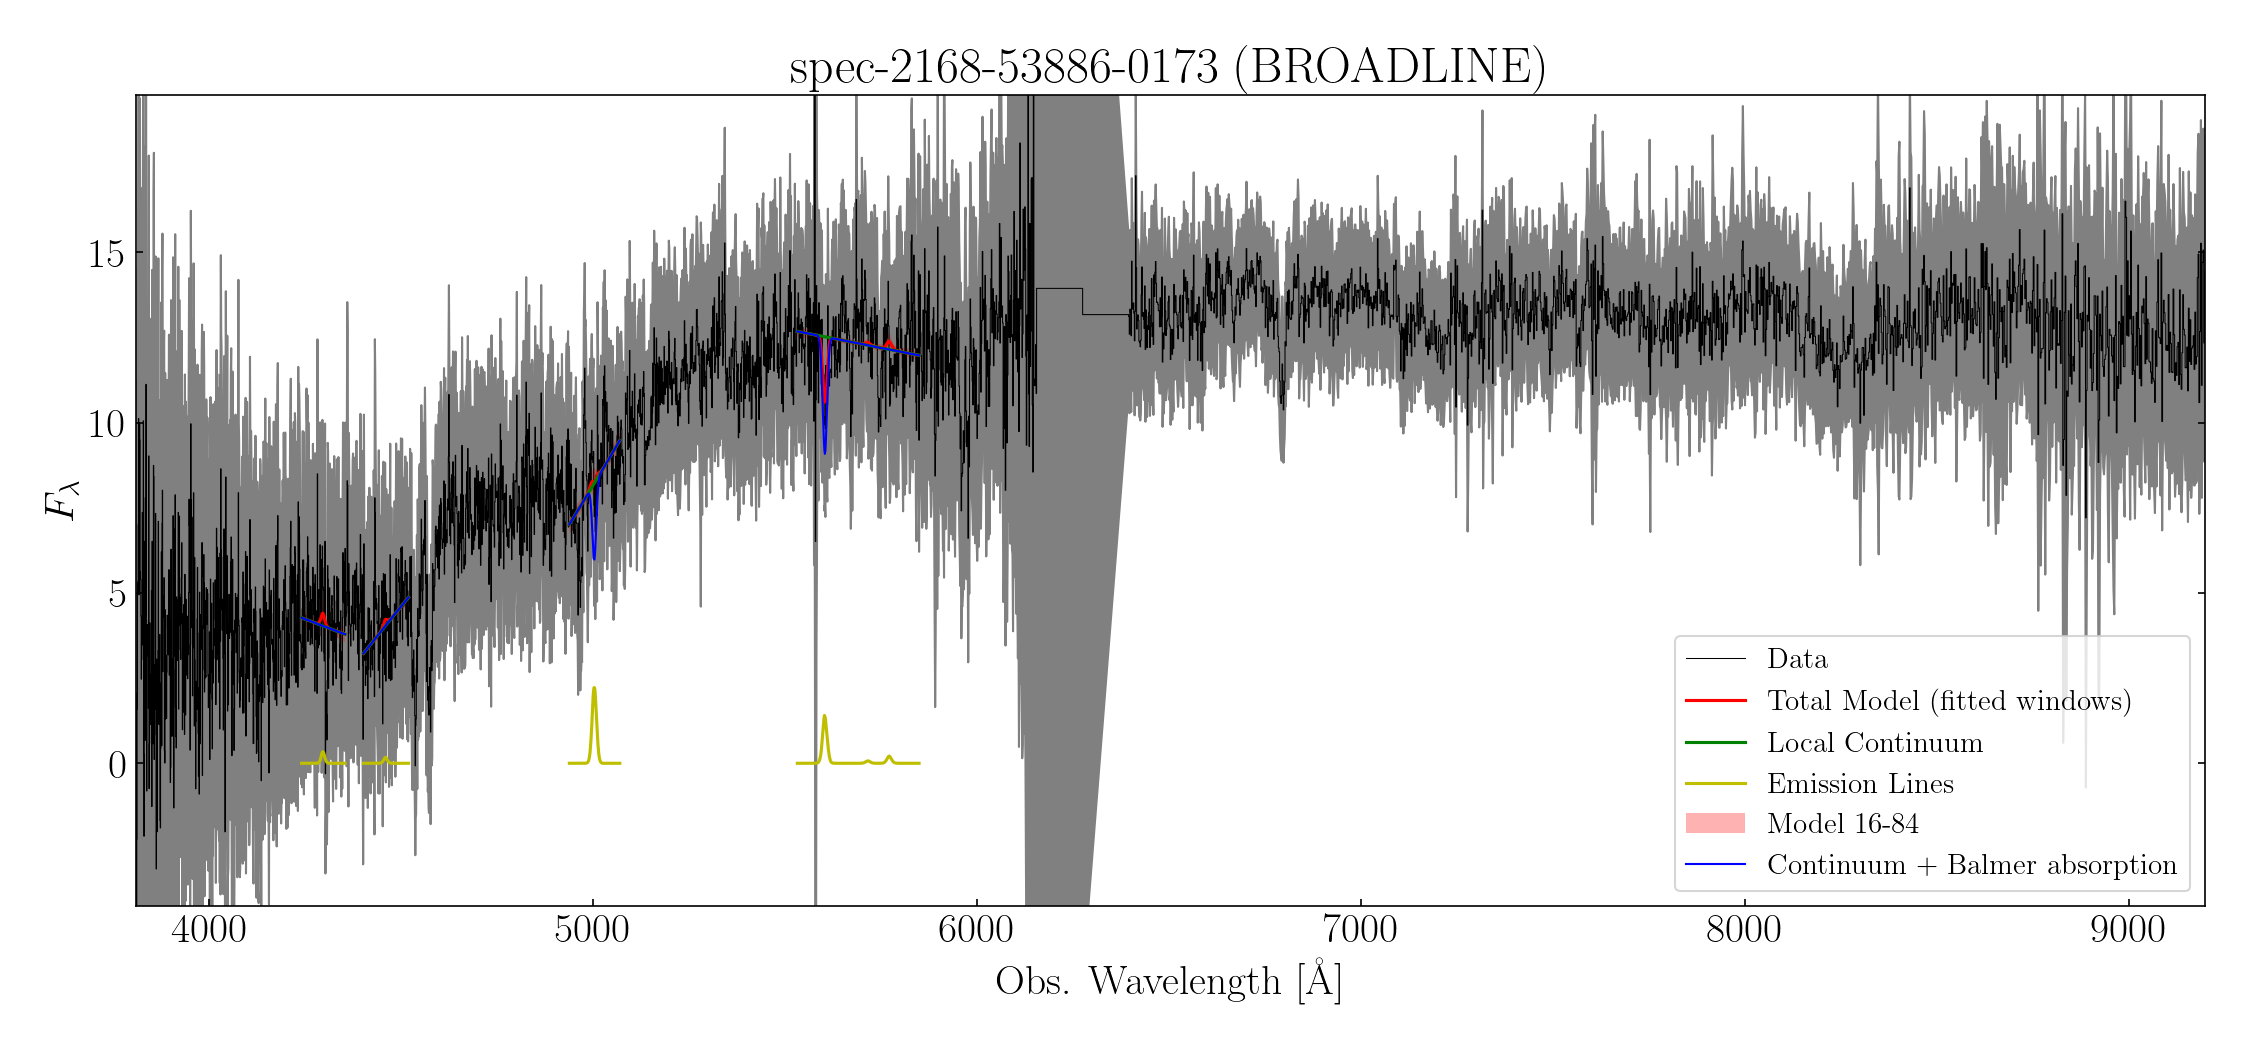 spec-2168-53886-0173 (BROADLINE)
15
10
5
0
F_λ
Data
Total Model (fitted windows)
Local Continuum
Emission Lines
Model 16-84
Continuum + Balmer absorption
4000 5000 6000 7000 8000 9000
Obs. Wavelength [Å]